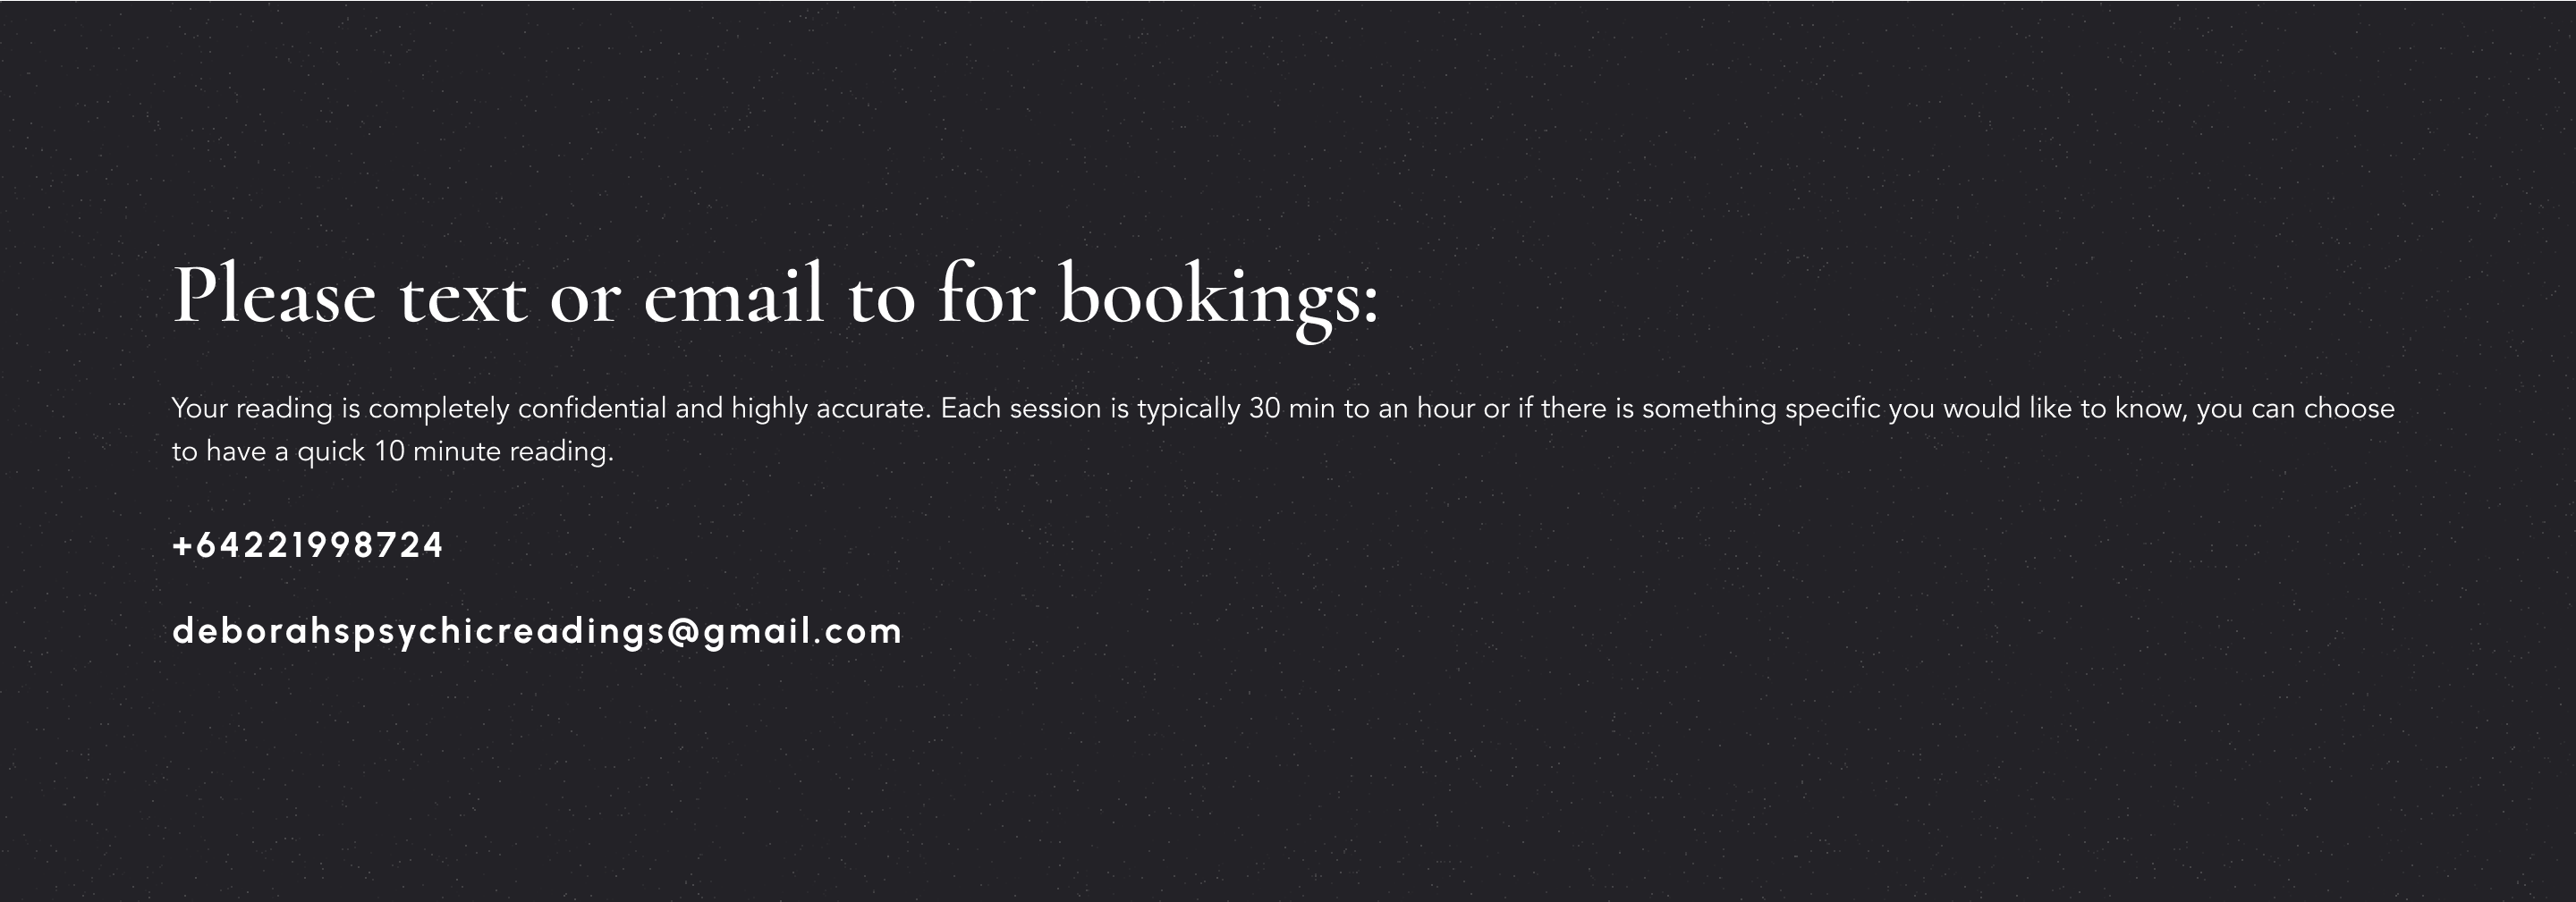 Please text or email to for bookings:
Your reading is completely confidential and highly accurate. Each session is typically 30 min to an hour or if there is something specific you would like to know, you can choose
to have a quick 10 minute reading.
+64221998724
deborahspsychicreadings@gmail.com